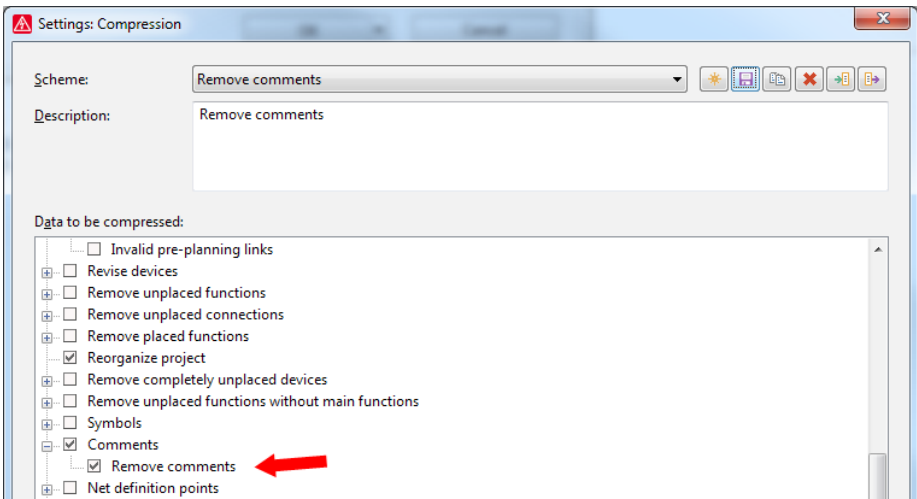 Settings: Compression
Scheme: Remove comments
Description: Remove comments
Data to be compressed:
Invalid pre-planning links
Revise devices
Remove unplaced functions
Remove unplaced connections
Remove placed functions
Reorganize project
Remove completely unplaced devices
Remove unplaced functions without main functions
Symbols
Comments
Remove comments
Net definition points